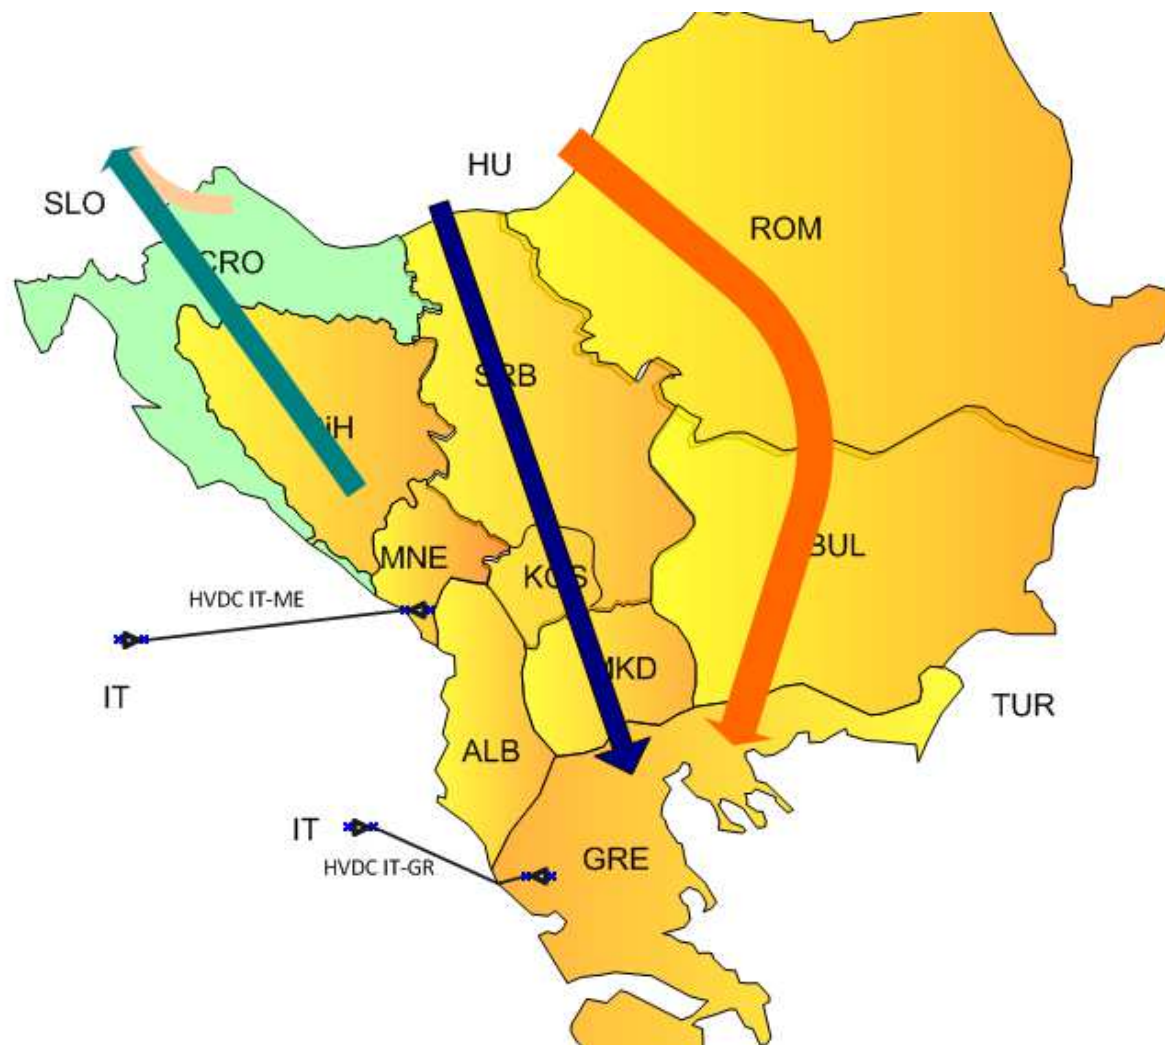 HU
SLO
ROM
CRO
SRB
BiH
BUL
MNE
KOS
HVDC IT-ME
MKD
IT
TUR
ALB
IT
GRE
HVDC IT-GR